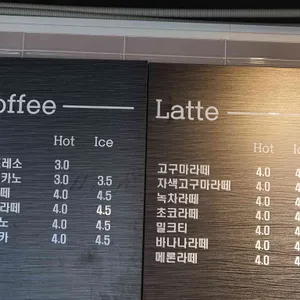 offee
Hot Ice
레소 3.0
카노 3.0 3.5
떼 4.0 4.5
라떼 4.0 4.5
노 4.0 4.5
카 4.0 4.5
Latte
Hot
고구마라떼 4.0
자색고구마라떼 4.0
녹차라떼 4.0
초코라떼 4.0
밀크티 4.0
바나나라떼 4.0
메론라떼 4.0